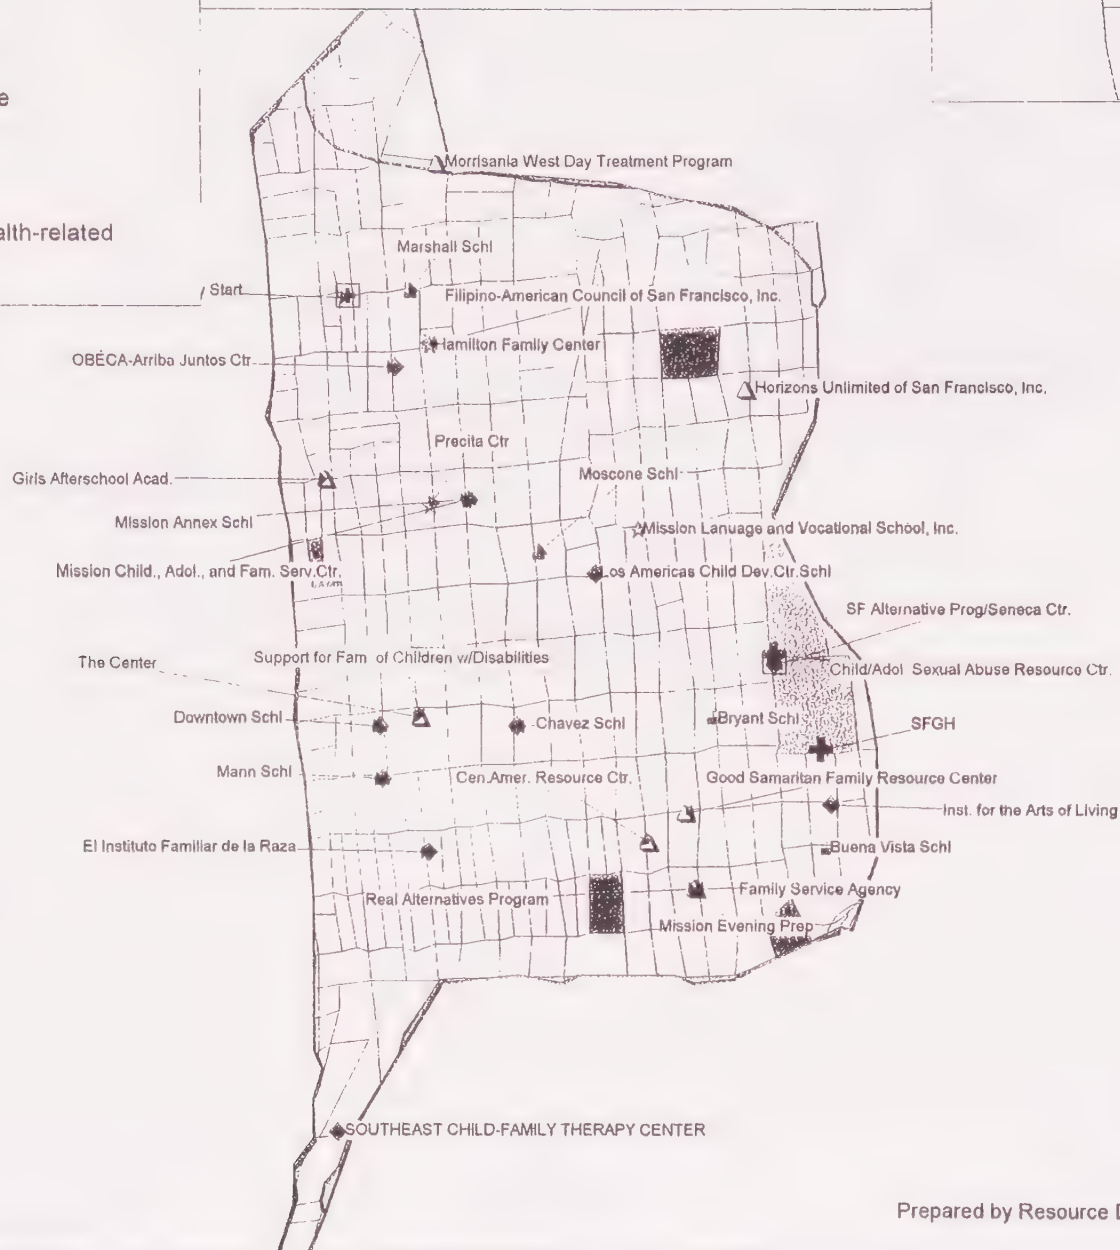 e
Morrisania West Day Treatment Program
alth-related
Marshall Schl
Start
Filipino-American Council of San Francisco, Inc.
Hamilton Family Center
OBECA-Arriba Juntos Ctr
Horizons Unlimited of San Francisco, Inc.
Precita Ctr
Moscone Schl
Girls Afterschool Acad.
Mission Annex Schl
Mission Lanuage and Vocational School, Inc.
Mission Child., Adol., and Fam. Serv.Ctr.
Los Americas Child Dev.Ctr.Schl
SF Alternative Prog/Seneca Ctr.
The Center
Support for Fam of Children w/Disabilities
Child/Adol Sexual Abuse Resource Ctr.
Downtown Schl
Chavez Schl
Bryant Schl
SFGH
Mann Schl
Cen.Amer. Resource Ctr.
Good Samaritan Family Resource Center
Inst. for the Arts of Living
El Instituto Familiar de la Raza
Buena Vista Schl
Real Alternatives Program
Family Service Agency
Mission Evening Prep
SOUTHEAST CHILD-FAMILY THERAPY CENTER
Prepared by Resource D